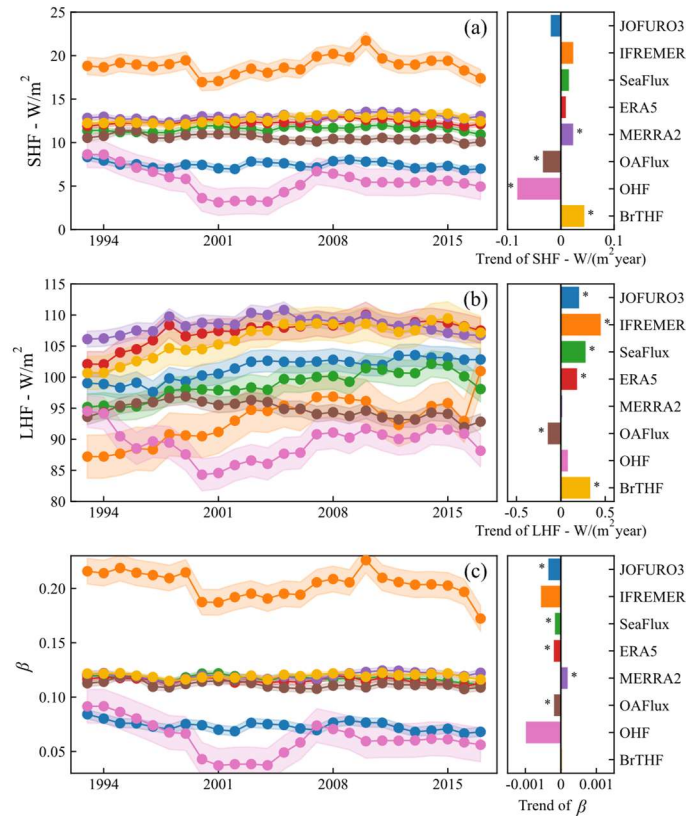 (a)
SHF - W/m²
25
20
15
10
5
0
1994
2001
2008
2015
JOFURO3
IFREMER
SeaFlux
ERA5
MERRA2
*
OAFlux
*
OHF
*
BrTHF
*
-0.1
0
0.1
Trend of SHF - W/(m² year)
(b)
LHF - W/m²
115
110
105
100
95
90
85
80
1994
2001
2008
2015
JOFURO3
*
IFREMER
*
SeaFlux
*
ERA5
*
MERRA2
OAFlux
*
OHF
BrTHF
*
-0.5
0
0.5
Trend of LHF - W/(m² year)
(c)
β
0.20
0.15
0.10
0.05
1994
2001
2008
2015
JOFURO3
*
IFREMER
SeaFlux
*
ERA5
*
MERRA2
*
OAFlux
*
OHF
BrTHF
-0.001
0
0.001
Trend of β